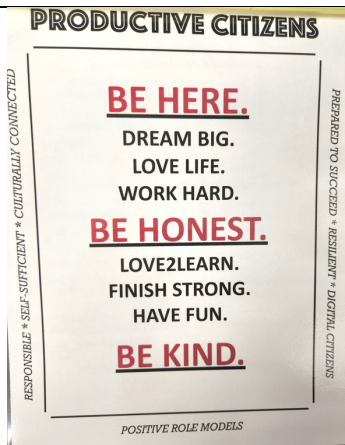 PRODUCTIVE CITIZENS
RESPONSIBLE * SELF-SUFFICIENT * CULTURALLY CONNECTED
BE HERE.
DREAM BIG.
LOVE LIFE.
WORK HARD.
BE HONEST.
LOVE2LEARN.
FINISH STRONG.
HAVE FUN.
BE KIND.
PREPARED TO SUCCEED * RESILIENT * DIGITAL CITIZENS
POSITIVE ROLE MODELS